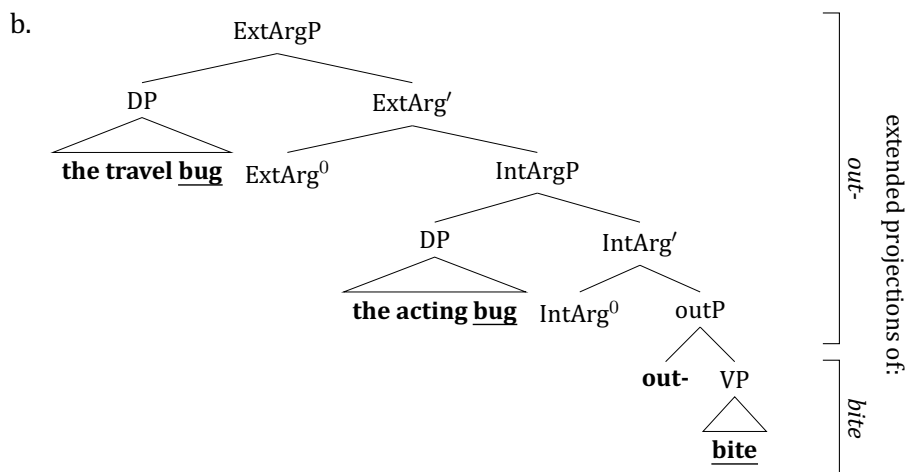 b.
ExtArgP
DP ExtArg′
the travel bug ExtArg⁰ IntArgP
DP IntArg′
the acting bug IntArg⁰ outP
out- VP
bite
extended projections of:
out-
bite